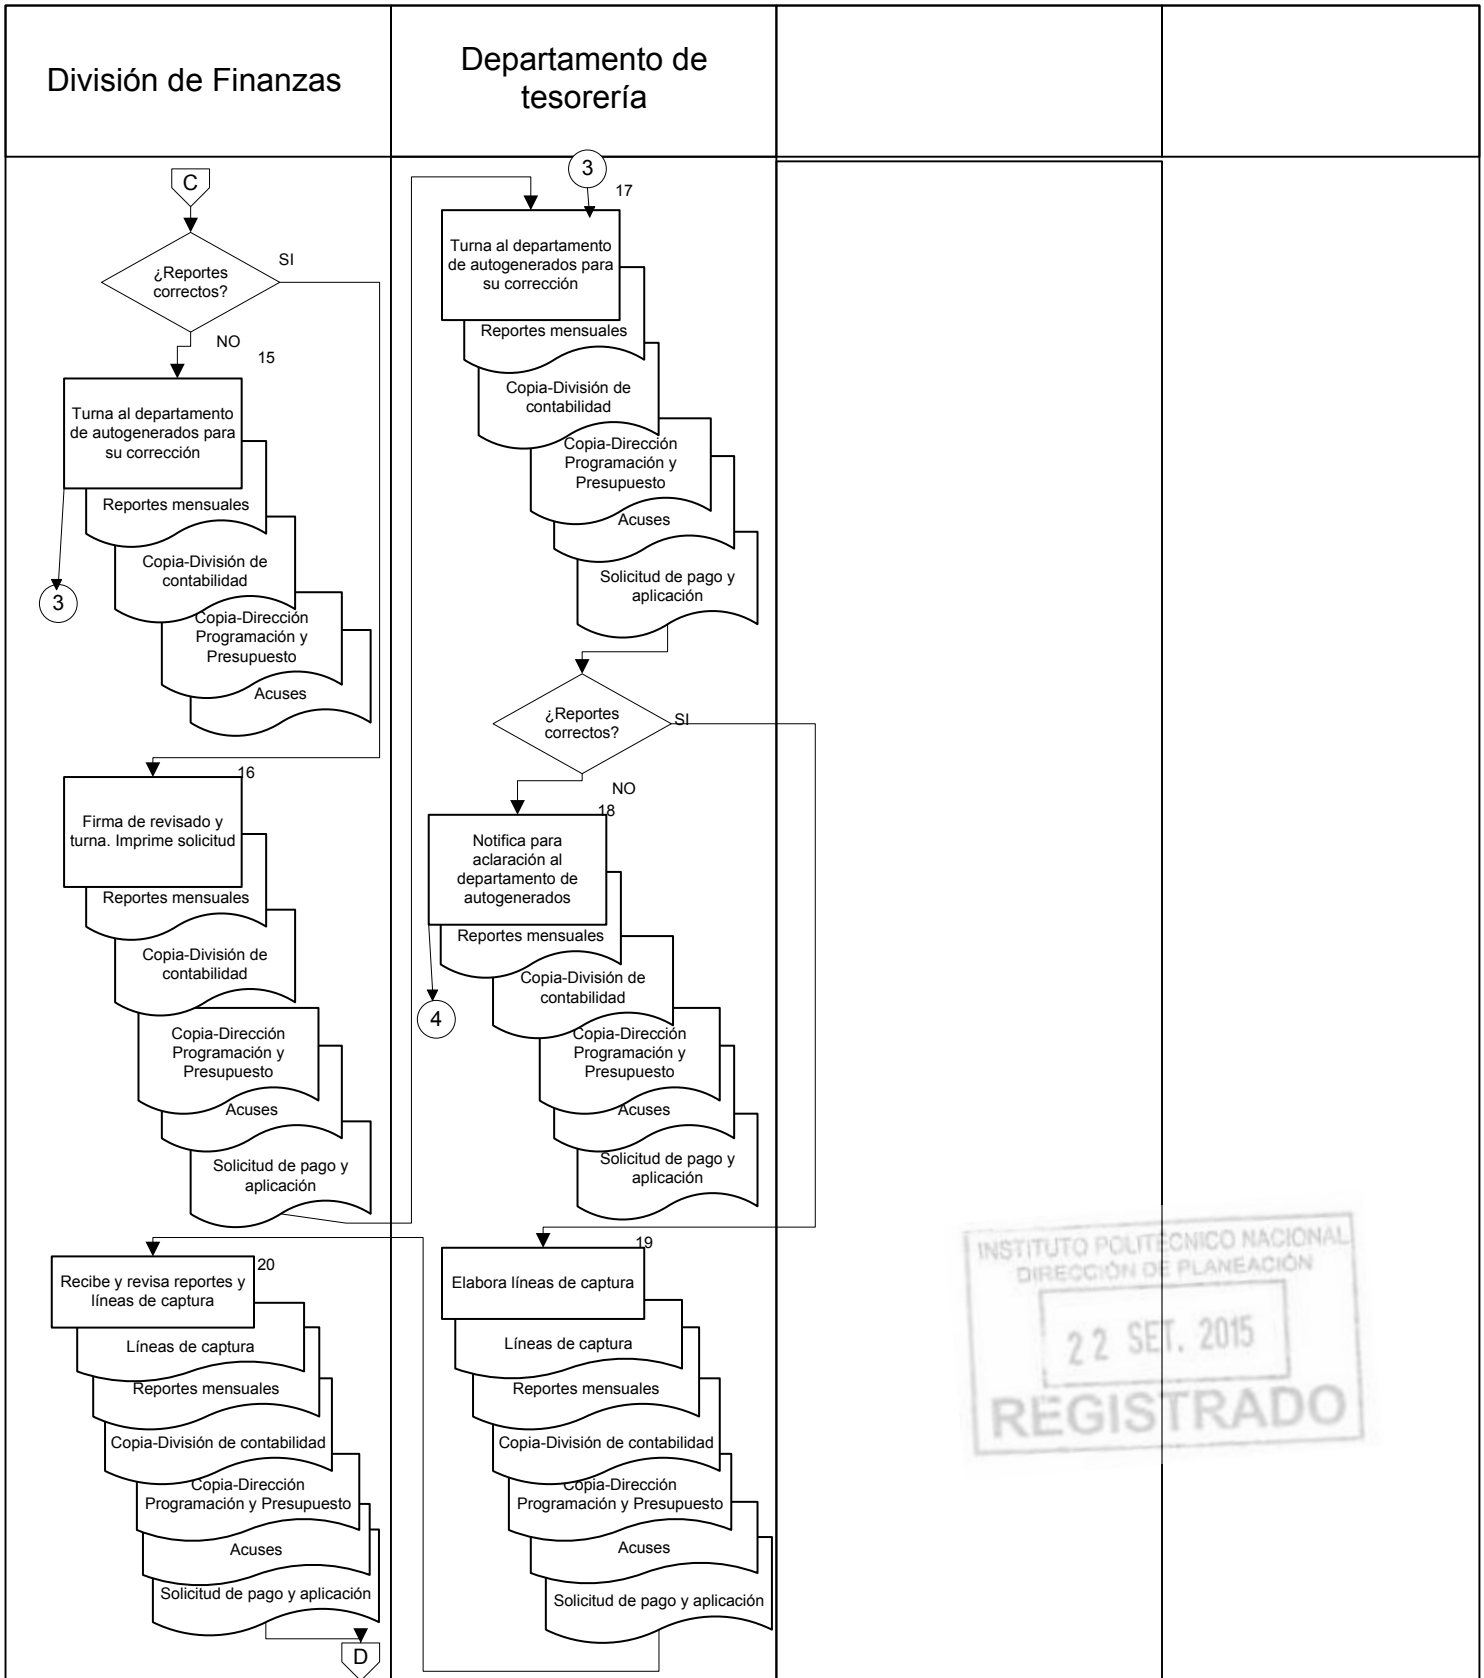 División de Finanzas
Departamento de
tesorería
C
¿Reportes
correctos?
SI
NO
15
Turna al departamento
de autogenerados para
su corrección
Reportes mensuales
Copia-División de
contabilidad
Copia-Dirección
Programación y
Presupuesto
Acuses
3
16
Firma de revisado y
turna. Imprime solicitud
Reportes mensuales
Copia-División de
contabilidad
Copia-Dirección
Programación y
Presupuesto
Acuses
Solicitud de pago y
aplicación
20
Recibe y revisa reportes y
líneas de captura
Líneas de captura
Reportes mensuales
Copia-División de contabilidad
Copia-Dirección
Programación y Presupuesto
Acuses
Solicitud de pago y aplicación
D
3
17
Turna al departamento
de autogenerados para
su corrección
Reportes mensuales
Copia-División de
contabilidad
Copia-Dirección
Programación y
Presupuesto
Acuses
Solicitud de pago y
aplicación
¿Reportes
correctos?
SI
NO
18
Notifica para
aclaración al
departamento de
autogenerados
Reportes mensuales
Copia-División de
contabilidad
Copia-Dirección
Programación y
Presupuesto
Acuses
Solicitud de pago y
aplicación
4
19
Elabora líneas de captura
Líneas de captura
Reportes mensuales
Copia-División de contabilidad
Copia-Dirección
Programación y Presupuesto
Acuses
Solicitud de pago y aplicación
INSTITUTO POLITÉCNICO NACIONAL
DIRECCIÓN DE PLANEACIÓN
22 SET. 2015
REGISTRADO